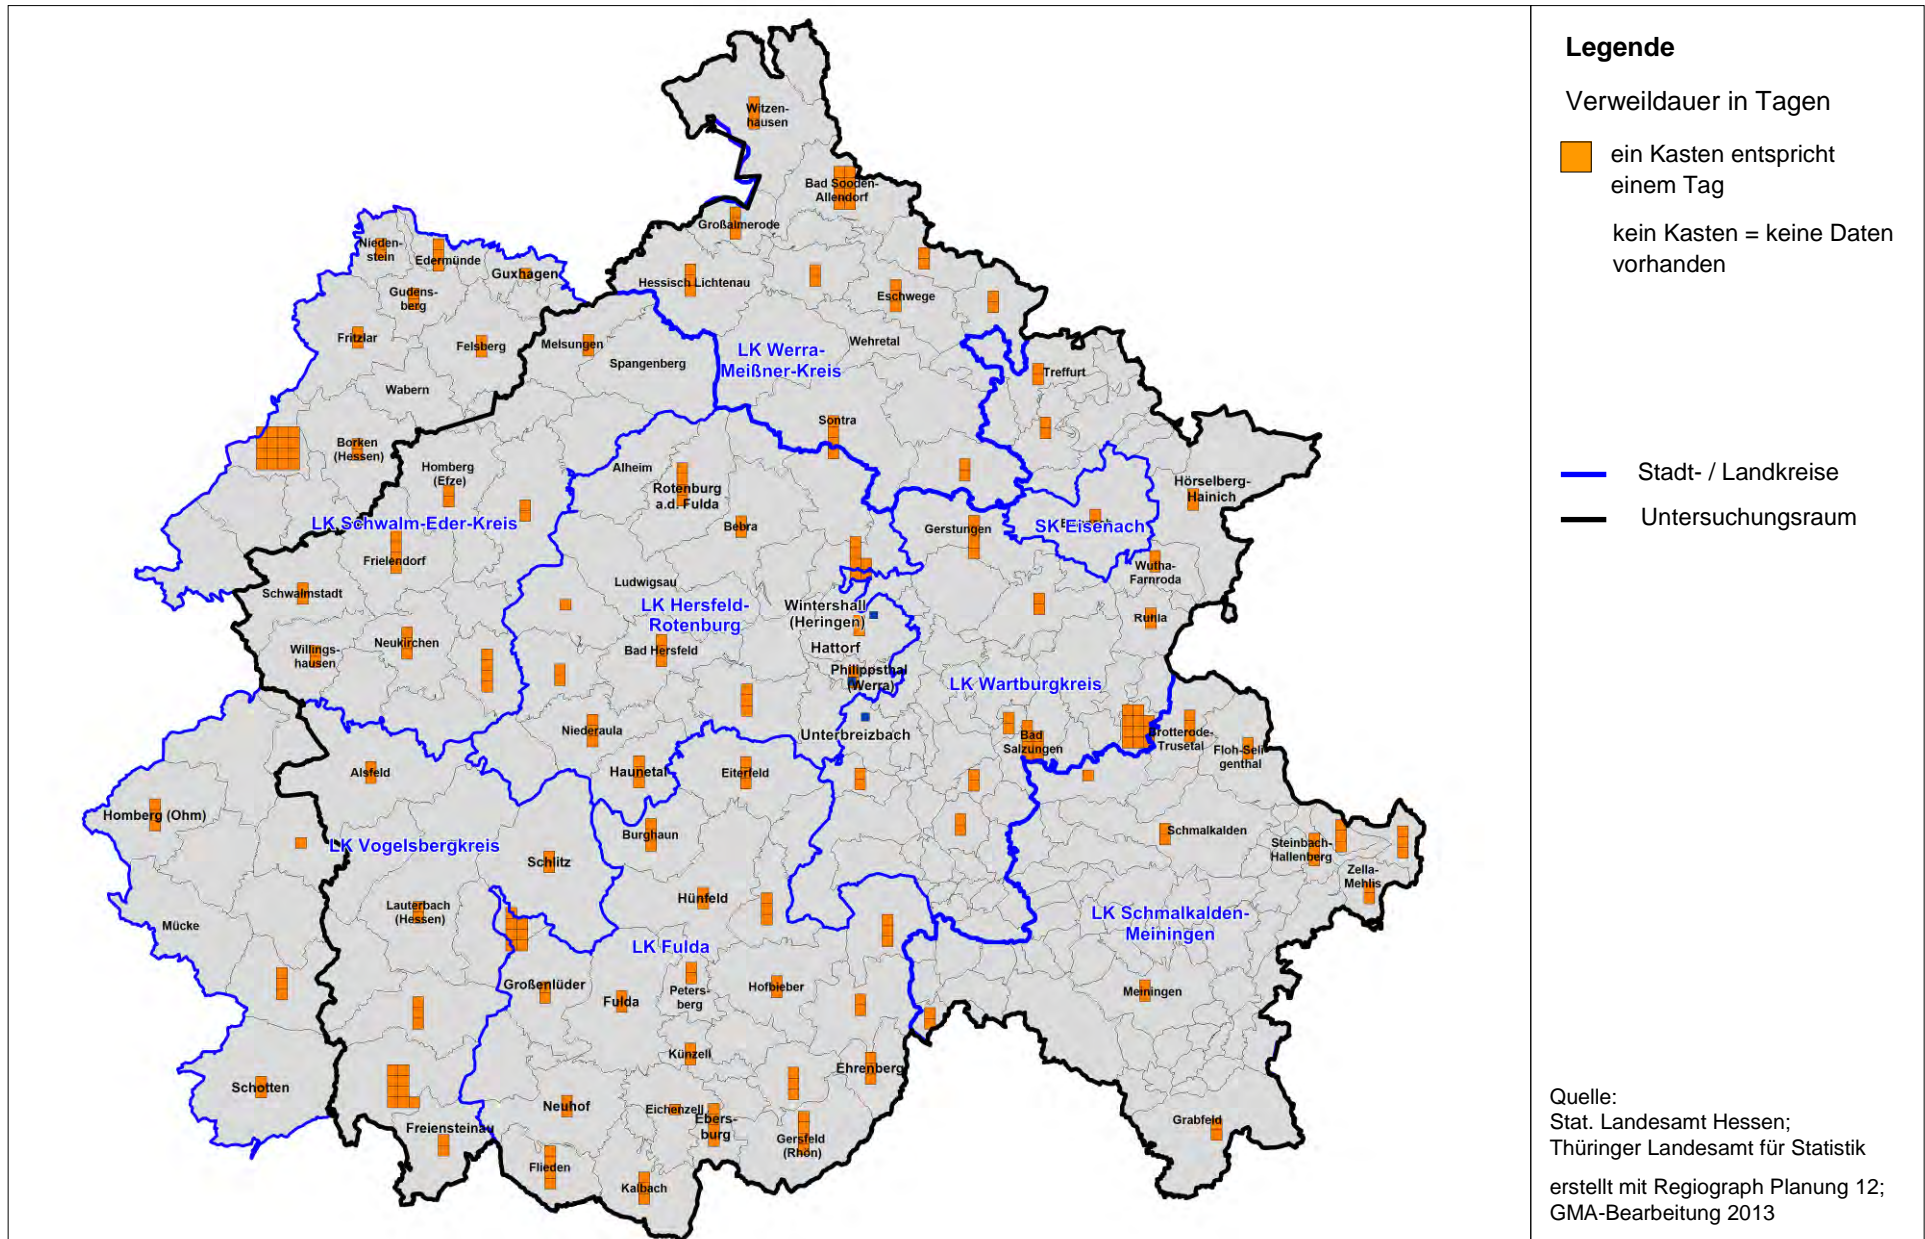 Witzen-
hausen
Bad Sooden-
Allendorf
Großalmerode
Nieden-
stein
Edermünde
Guxhagen
Hessisch Lichtenau
Gudens-
berg
Eschwege
Fritzlar
Felsberg
Melsungen
Spangenberg
LK Werra-
Meißner-Kreis
Wehretal
Treffurt
Wabern
Sontra
Borken
(Hessen)
Homberg
(Efze)
Alheim
Rotenburg
a.d. Fulda
Hörselberg-
Hainich
LK Schwalm-Eder-Kreis
Bebra
Gerstungen
SK Eisenach
Frielendorf
Wutha-
Farnroda
Schwalmstadt
Ludwigsau
LK Hersfeld-
Rotenburg
Wintershall
(Heringen)
Ruhla
Willings-
hausen
Neukirchen
Bad Hersfeld
Hattorf
Philippsthal
(Werra)
LK Wartburgkreis
Niederaula
Unterbreizbach
Bad
Salzungen
Brotterode-
Trusetal
Floh-Seli
genthal
Alsfeld
Haunetal
Eiterfeld
Homberg (Ohm)
Burghaun
Schmalkalden
Steinbach-
Hallenberg
LK Vogelsbergkreis
Schlitz
Zella-
Mehlis
Hünfeld
Lauterbach
(Hessen)
LK Schmalkalden-
Meiningen
Mücke
LK Fulda
Großenlüder
Fulda
Peters-
berg
Hofbieber
Meiningen
Künzell
Ehrenberg
Schotten
Neuhof
Eichenzell
Ebers-
burg
Freiensteinau
Gersfeld
(Rhön)
Grabfeld
Flieden
Kalbach
Legende
Verweildauer in Tagen
ein Kasten entspricht
einem Tag
kein Kasten = keine Daten
vorhanden
Stadt- / Landkreise
Untersuchungsraum
Quelle:
Stat. Landesamt Hessen;
Thüringer Landesamt für Statistik
erstellt mit Regiograph Planung 12;
GMA-Bearbeitung 2013